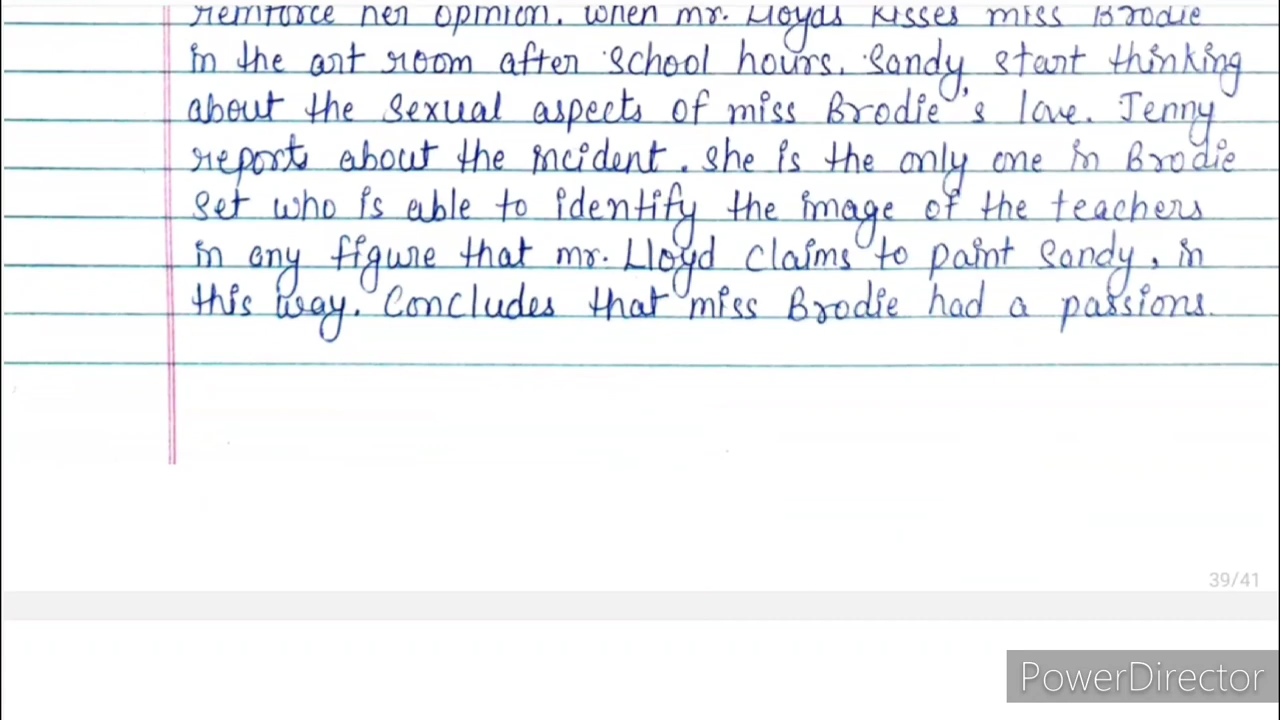 reinforce her opinion. When mr. Lloyds kisses miss Brodie
in the art room after school hours. Sandy start thinking
about the sexual aspects of miss Brodie's love. Jenny
reports about the incident. She is the only one in Brodie
set who is able to identify the image of the teachers
in any figure that mr. Lloyd claims to paint Sandy, in
this way. Concludes that miss Brodie had a passions.
39/41
PowerDirector